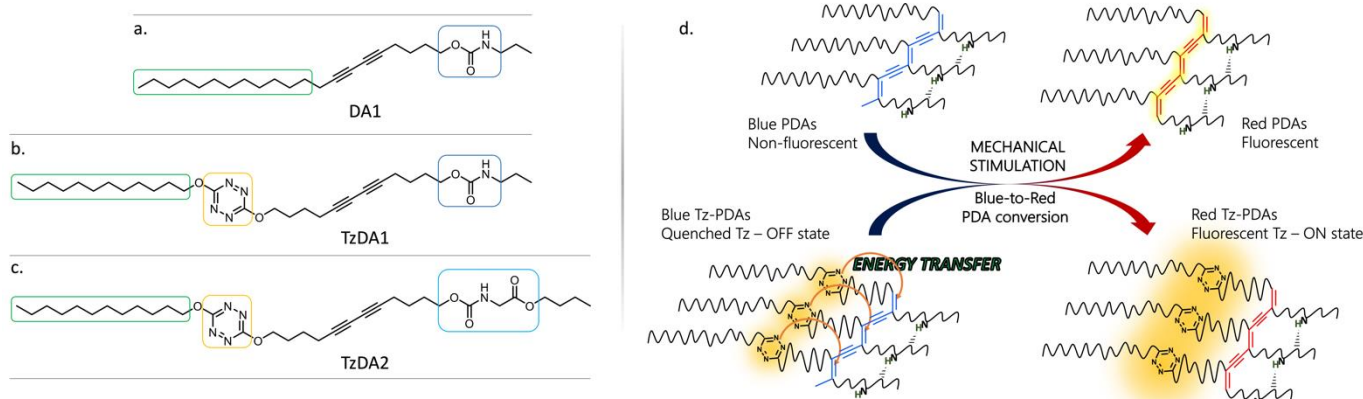 a.
O
H
N
O
DA1
b.
O
N
N
N
N
O
O
H
N
O
TzDA1
c.
O
N
N
N
N
O
O
H
N
O
O
O
TzDA2
d.
H
N
H
N
Blue PDAs
Non-fluorescent
H
N
H
N
Red PDAs
Fluorescent
MECHANICAL
STIMULATION
Blue-to-Red
PDA conversion
Blue Tz-PDAs
Quenched Tz – OFF state
ENERGY TRANSFER
N
N
N
N
N
N
N
N
N
N
N
N
H
N
H
N
Red Tz-PDAs
Fluorescent Tz – ON state
N
N
N
N
N
N
N
N
N
N
N
N
H
N
H
N